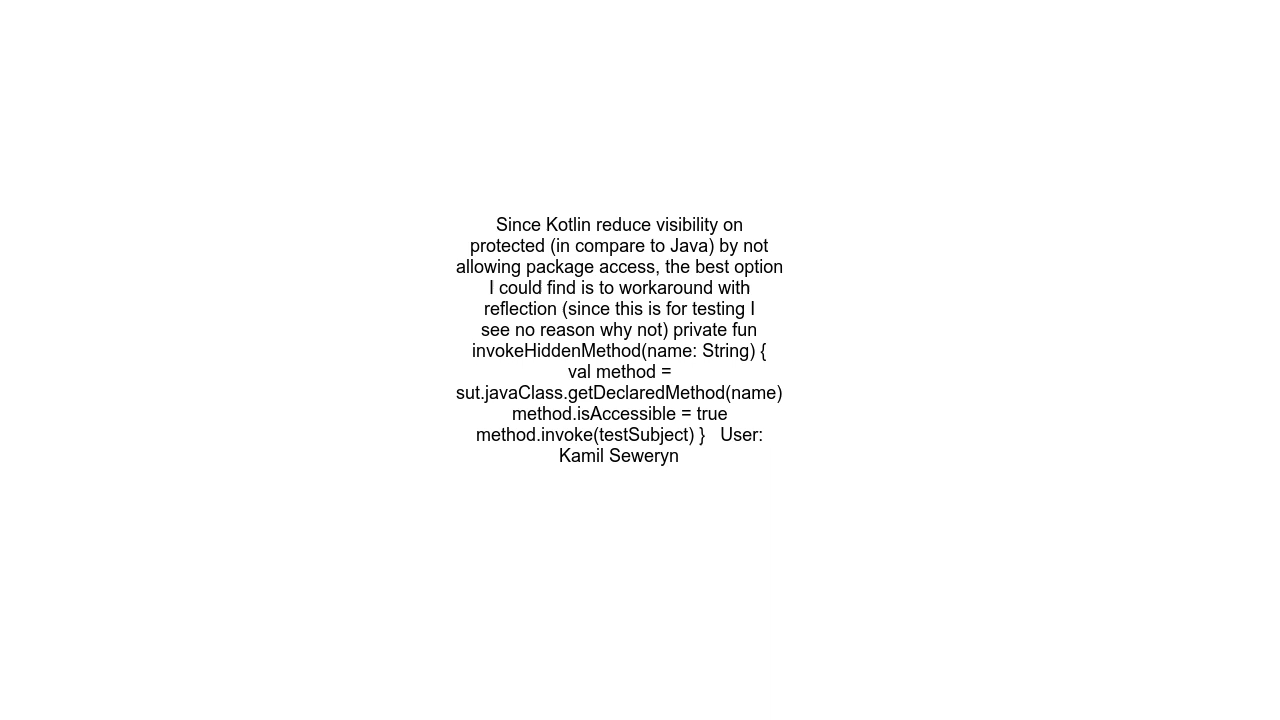 Since Kotlin reduce visibility on
protected (in compare to Java) by not
allowing package access, the best option
I could find is to workaround with
reflection (since this is for testing I
see no reason why not) private fun
invokeHiddenMethod(name: String) {
val method =
sut.javaClass.getDeclaredMethod(name)
method.isAccessible = true
method.invoke(testSubject) }   User:
Kamil Seweryn